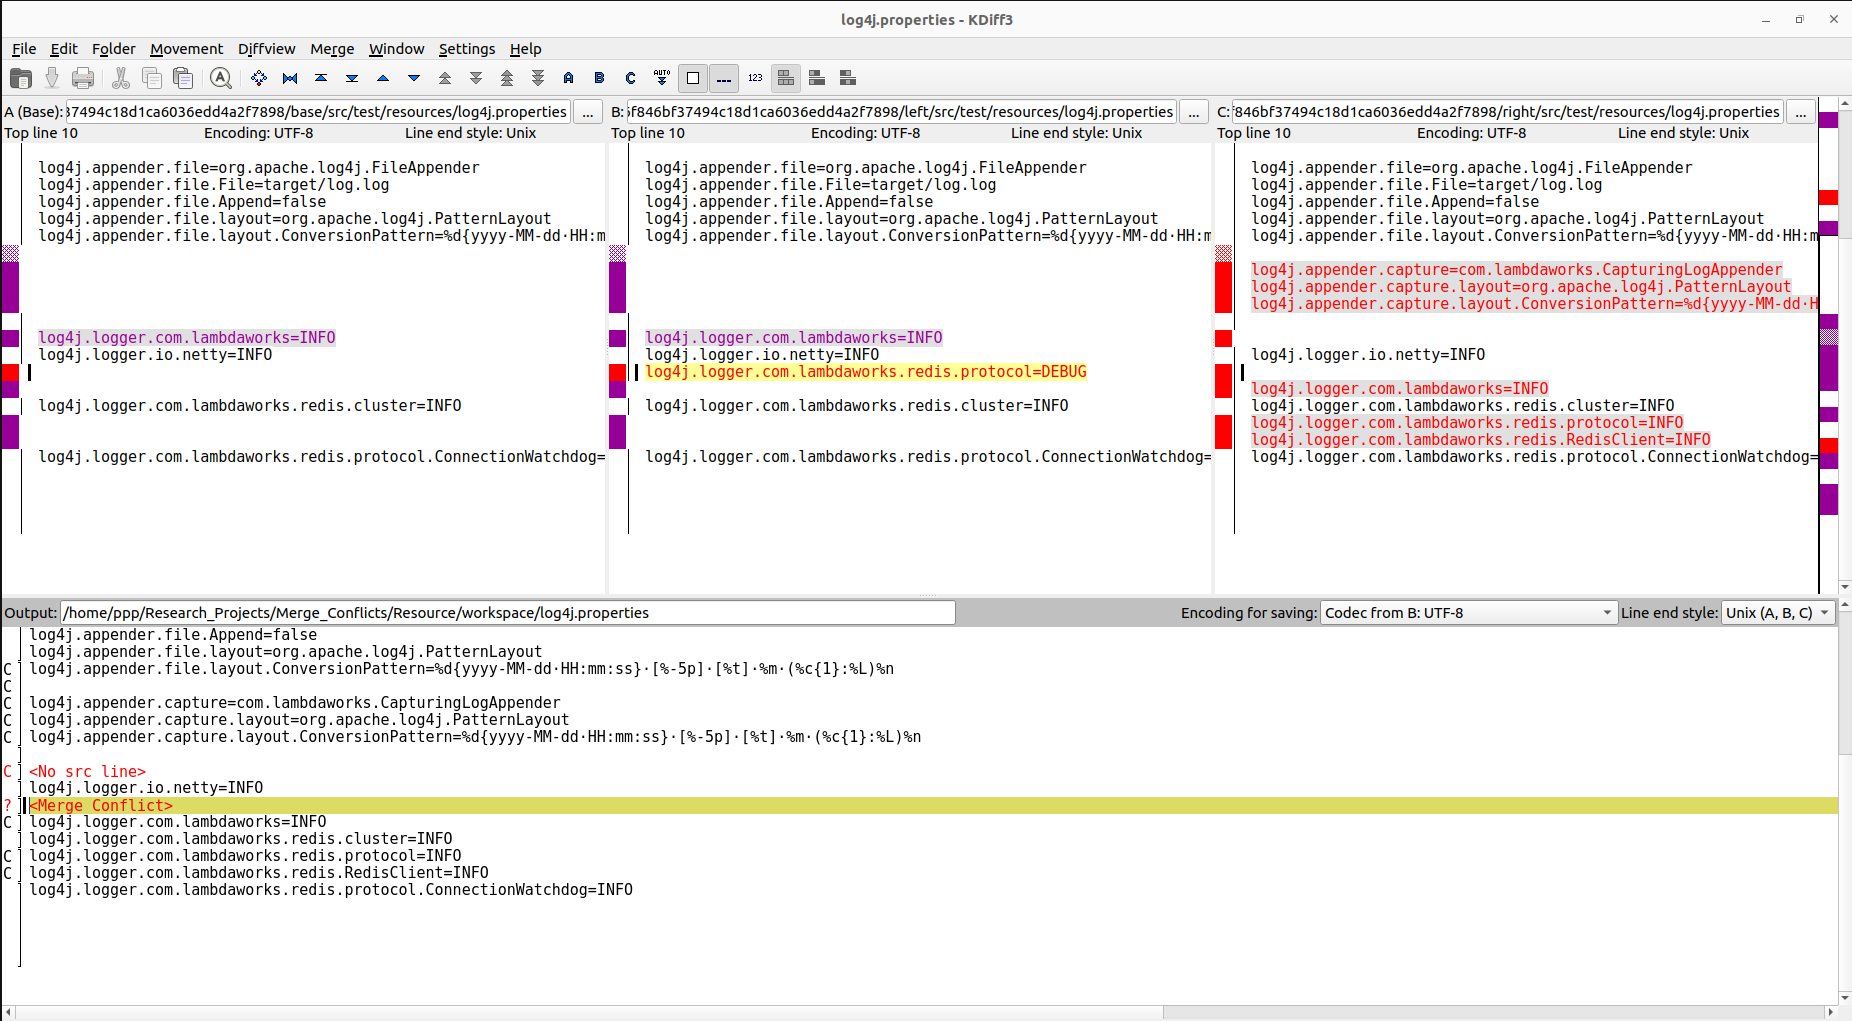 log4j.properties - KDiff3
File Edit Folder Movement Diffview Merge Window Settings Help
A B C AUTO 123
A (Base): 37494c18d1ca6036edd4a2f7898/base/src/test/resources/log4j.properties ...
Top line 10 Encoding: UTF-8 Line end style: Unix
log4j.appender.file=org.apache.log4j.FileAppender
log4j.appender.file.File=target/log.log
log4j.appender.file.Append=false
log4j.appender.file.layout=org.apache.log4j.PatternLayout
log4j.appender.file.layout.ConversionPattern=%d{yyyy-MM-dd·HH:m
log4j.logger.com.lambdaworks=INFO
log4j.logger.io.netty=INFO
log4j.logger.com.lambdaworks.redis.cluster=INFO
log4j.logger.com.lambdaworks.redis.protocol.ConnectionWatchdog=
B: f846bf37494c18d1ca6036edd4a2f7898/left/src/test/resources/log4j.properties ...
Top line 10 Encoding: UTF-8 Line end style: Unix
log4j.appender.file=org.apache.log4j.FileAppender
log4j.appender.file.File=target/log.log
log4j.appender.file.Append=false
log4j.appender.file.layout=org.apache.log4j.PatternLayout
log4j.appender.file.layout.ConversionPattern=%d{yyyy-MM-dd·HH:m
log4j.logger.com.lambdaworks=INFO
log4j.logger.io.netty=INFO
log4j.logger.com.lambdaworks.redis.protocol=DEBUG
log4j.logger.com.lambdaworks.redis.cluster=INFO
log4j.logger.com.lambdaworks.redis.protocol.ConnectionWatchdog=
C: f846bf37494c18d1ca6036edd4a2f7898/right/src/test/resources/log4j.properties ...
Top line 10 Encoding: UTF-8 Line end style: Unix
log4j.appender.file=org.apache.log4j.FileAppender
log4j.appender.file.File=target/log.log
log4j.appender.file.Append=false
log4j.appender.file.layout=org.apache.log4j.PatternLayout
log4j.appender.file.layout.ConversionPattern=%d{yyyy-MM-dd·HH:m
log4j.appender.capture=com.lambdaworks.CapturingLogAppender
log4j.appender.capture.layout=org.apache.log4j.PatternLayout
log4j.appender.capture.layout.ConversionPattern=%d{yyyy-MM-dd·H
log4j.logger.io.netty=INFO
log4j.logger.com.lambdaworks=INFO
log4j.logger.com.lambdaworks.redis.cluster=INFO
log4j.logger.com.lambdaworks.redis.protocol=INFO
log4j.logger.com.lambdaworks.redis.RedisClient=INFO
log4j.logger.com.lambdaworks.redis.protocol.ConnectionWatchdog=
Output: /home/ppp/Research_Projects/Merge_Conflicts/Resource/workspace/log4j.properties Encoding for saving: Codec from B: UTF-8 Line end style: Unix (A, B, C)
log4j.appender.file.Append=false
log4j.appender.file.layout=org.apache.log4j.PatternLayout
C log4j.appender.file.layout.ConversionPattern=%d{yyyy-MM-dd·HH:mm:ss}·[%-5p]·[%t]·%m·(%c{1}:%L)%n
C
C log4j.appender.capture=com.lambdaworks.CapturingLogAppender
C log4j.appender.capture.layout=org.apache.log4j.PatternLayout
C log4j.appender.capture.layout.ConversionPattern=%d{yyyy-MM-dd·HH:mm:ss}·[%-5p]·[%t]·%m·(%c{1}:%L)%n
C <No src line>
log4j.logger.io.netty=INFO
? <Merge Conflict>
C log4j.logger.com.lambdaworks=INFO
log4j.logger.com.lambdaworks.redis.cluster=INFO
C log4j.logger.com.lambdaworks.redis.protocol=INFO
C log4j.logger.com.lambdaworks.redis.RedisClient=INFO
log4j.logger.com.lambdaworks.redis.protocol.ConnectionWatchdog=INFO